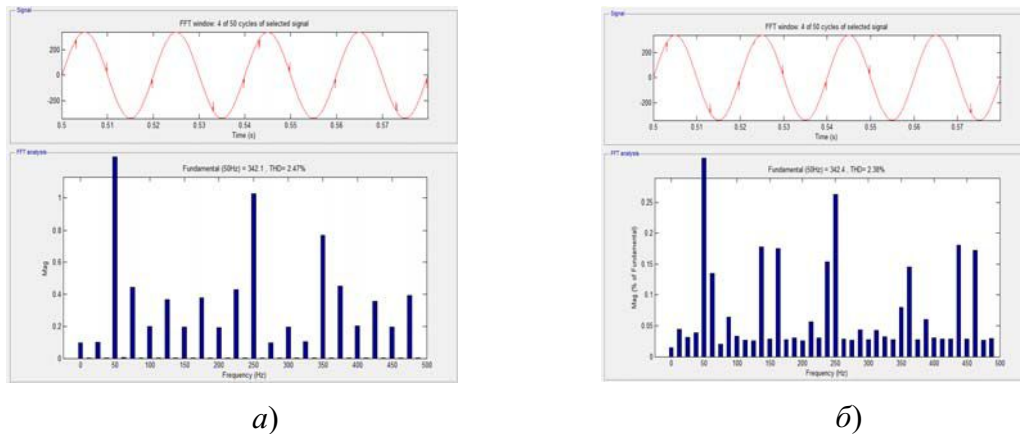 Signal
FFT window: 4 of 50 cycles of selected signal
200
0
-200
0.5 0.51 0.52 0.53 0.54 0.55 0.56 0.57
Time (s)
FFT analysis
Fundamental (50Hz) = 342.1 , THD= 2.47%
1
0.8
0.6
0.4
0.2
0
Mag
0 50 100 150 200 250 300 350 400 450 500
Frequency (Hz)
а)
Signal
FFT window: 4 of 50 cycles of selected signal
200
0
-200
0.5 0.51 0.52 0.53 0.54 0.55 0.56 0.57
Time (s)
FFT analysis
Fundamental (50Hz) = 342.4 , THD= 2.38%
0.25
0.2
0.15
0.1
0.05
0
Mag (% of Fundamental)
0 50 100 150 200 250 300 350 400 450 500
Frequency (Hz)
б)